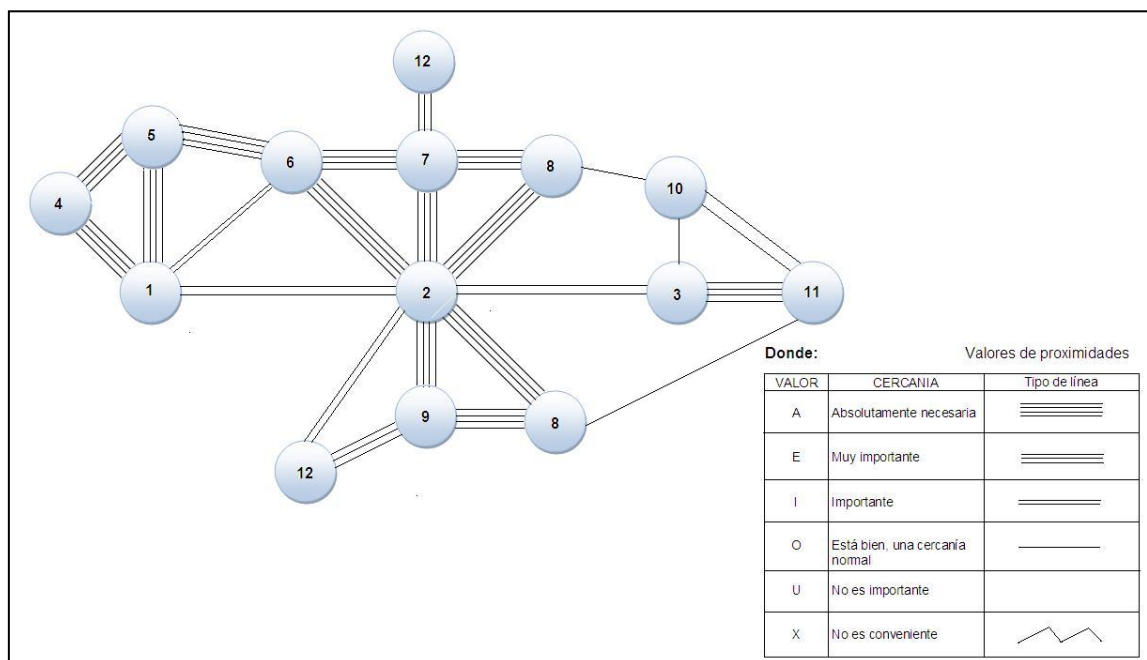 12
5
6
7
8
10
4
1
2
3
11
9
8
12
Donde: Valores de proximidades
VALOR CERCANIA Tipo de línea
A Absolutamente necesaria
E Muy importante
I Importante
O Está bien, una cercanía
normal
U No es importante
X No es conveniente